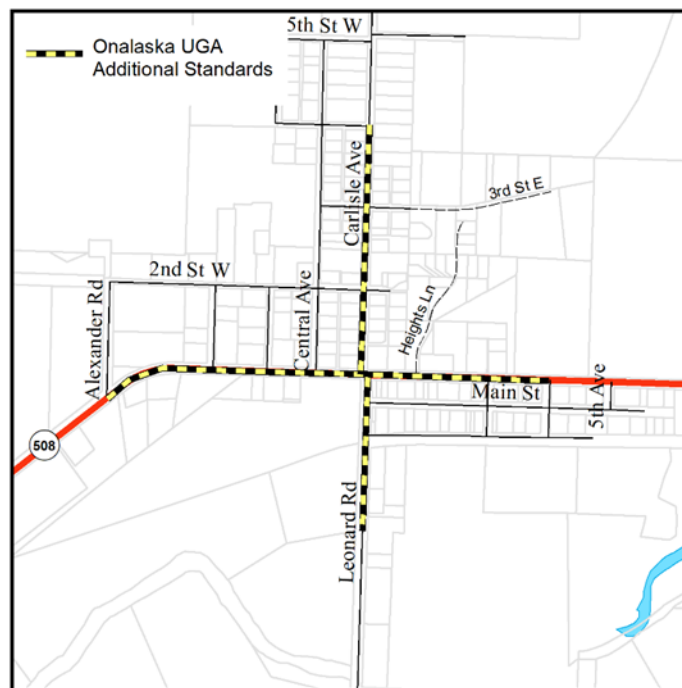 5th St W
Onalaska UGA
Additional Standards
Carlisle Ave
3rd St E
2nd St W
Alexander Rd
Central Ave
Heights Ln
Main St
5th Ave
508
Leonard Rd